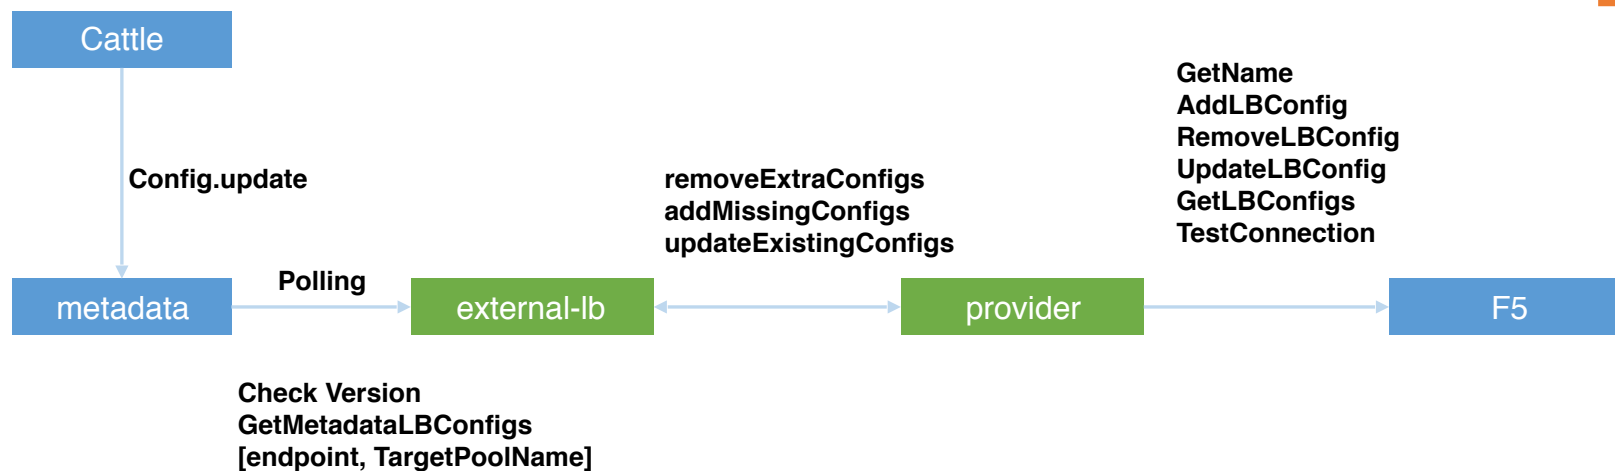 Cattle
GetName
AddLBConfig
RemoveLBConfig
UpdateLBConfig
GetLBConfigs
TestConnection
Config.update
removeExtraConfigs
addMissingConfigs
updateExistingConfigs
Polling
metadata
external-lb
provider
F5
Check Version
GetMetadataLBConfigs
[endpoint, TargetPoolName]